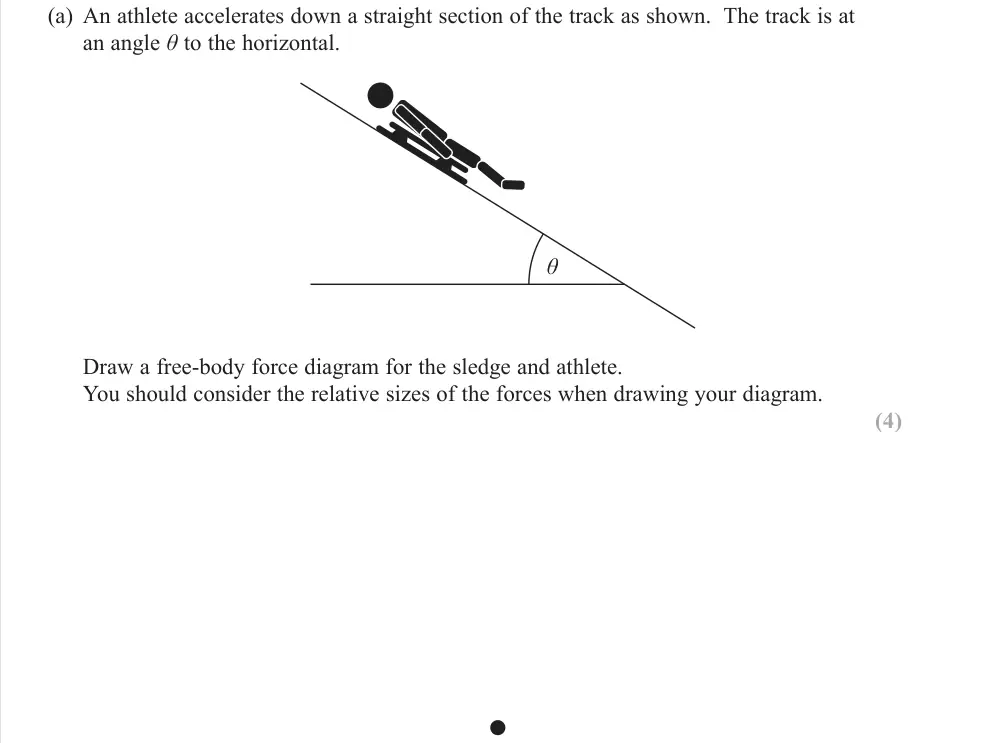 (a) An athlete accelerates down a straight section of the track as shown. The track is at
an angle θ to the horizontal.
θ
Draw a free-body force diagram for the sledge and athlete.
You should consider the relative sizes of the forces when drawing your diagram.
(4)